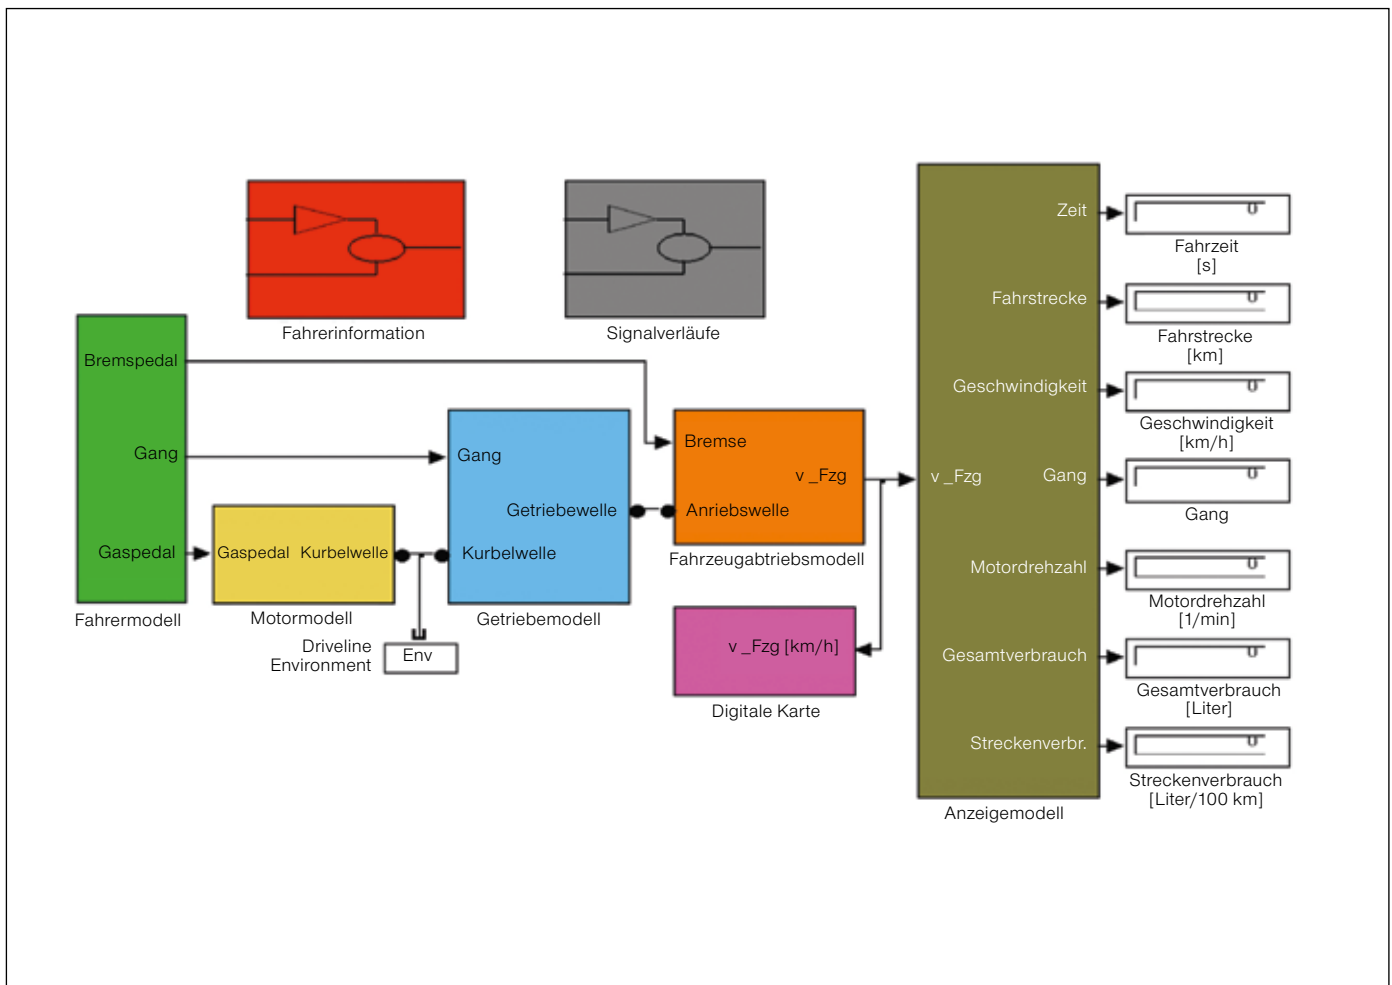 Fahrerinformation
Signalverläufe
Bremspedal
Gang
Gaspedal
Fahrermodell
Gaspedal Kurbelwelle
Motormodell
Driveline
Environment
Env
Gang
Getriebewelle
Kurbelwelle
Getriebemodell
Bremse
v _Fzg
Anriebswelle
Fahrzeugabtriebsmodell
v _Fzg [km/h]
Digitale Karte
v _Fzg
Zeit
Fahrstrecke
Geschwindigkeit
Gang
Motordrehzahl
Gesamtverbrauch
Streckenverbr.
Anzeigemodell
Fahrzeit
[s]
Fahrstrecke
[km]
Geschwindigkeit
[km/h]
Gang
Motordrehzahl
[1/min]
Gesamtverbrauch
[Liter]
Streckenverbrauch
[Liter/100 km]